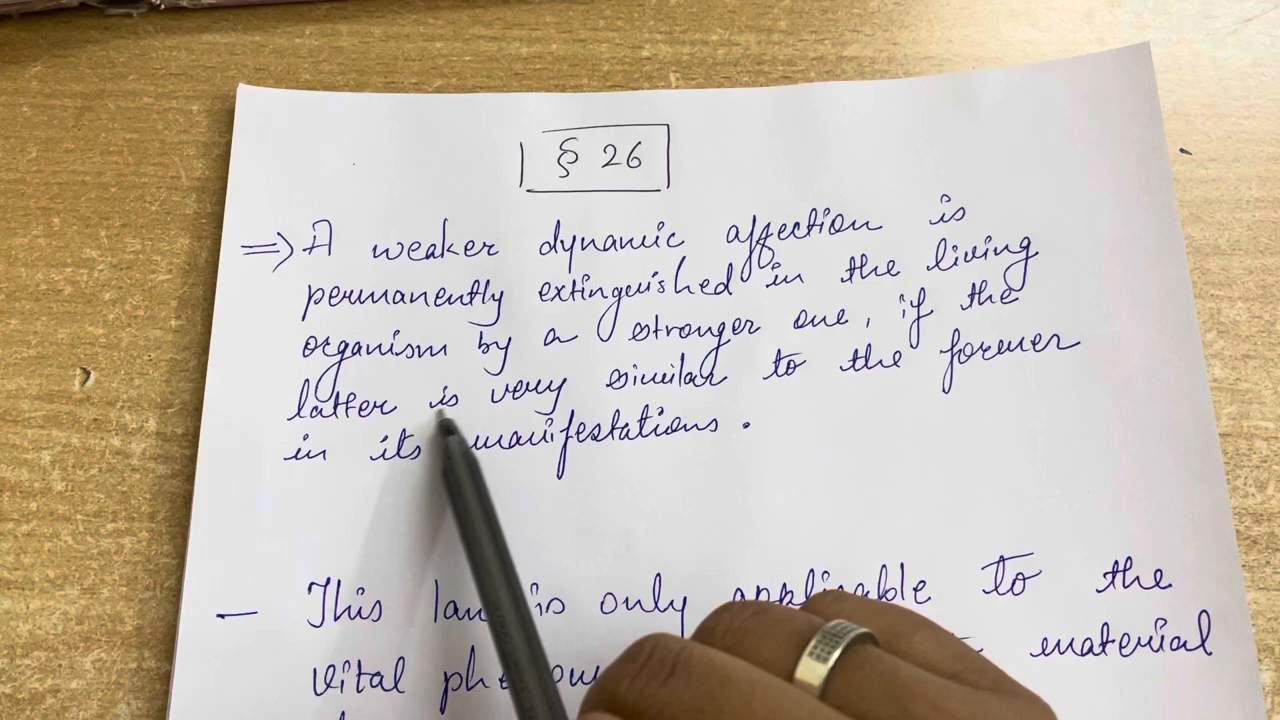 § 26
⇒ A weaker dynamic affection is
permanently extinguished in the living
organism by a stronger one, if the
latter is very similar to the former
in its manifestations.
- This law is only applicable to the
vital material